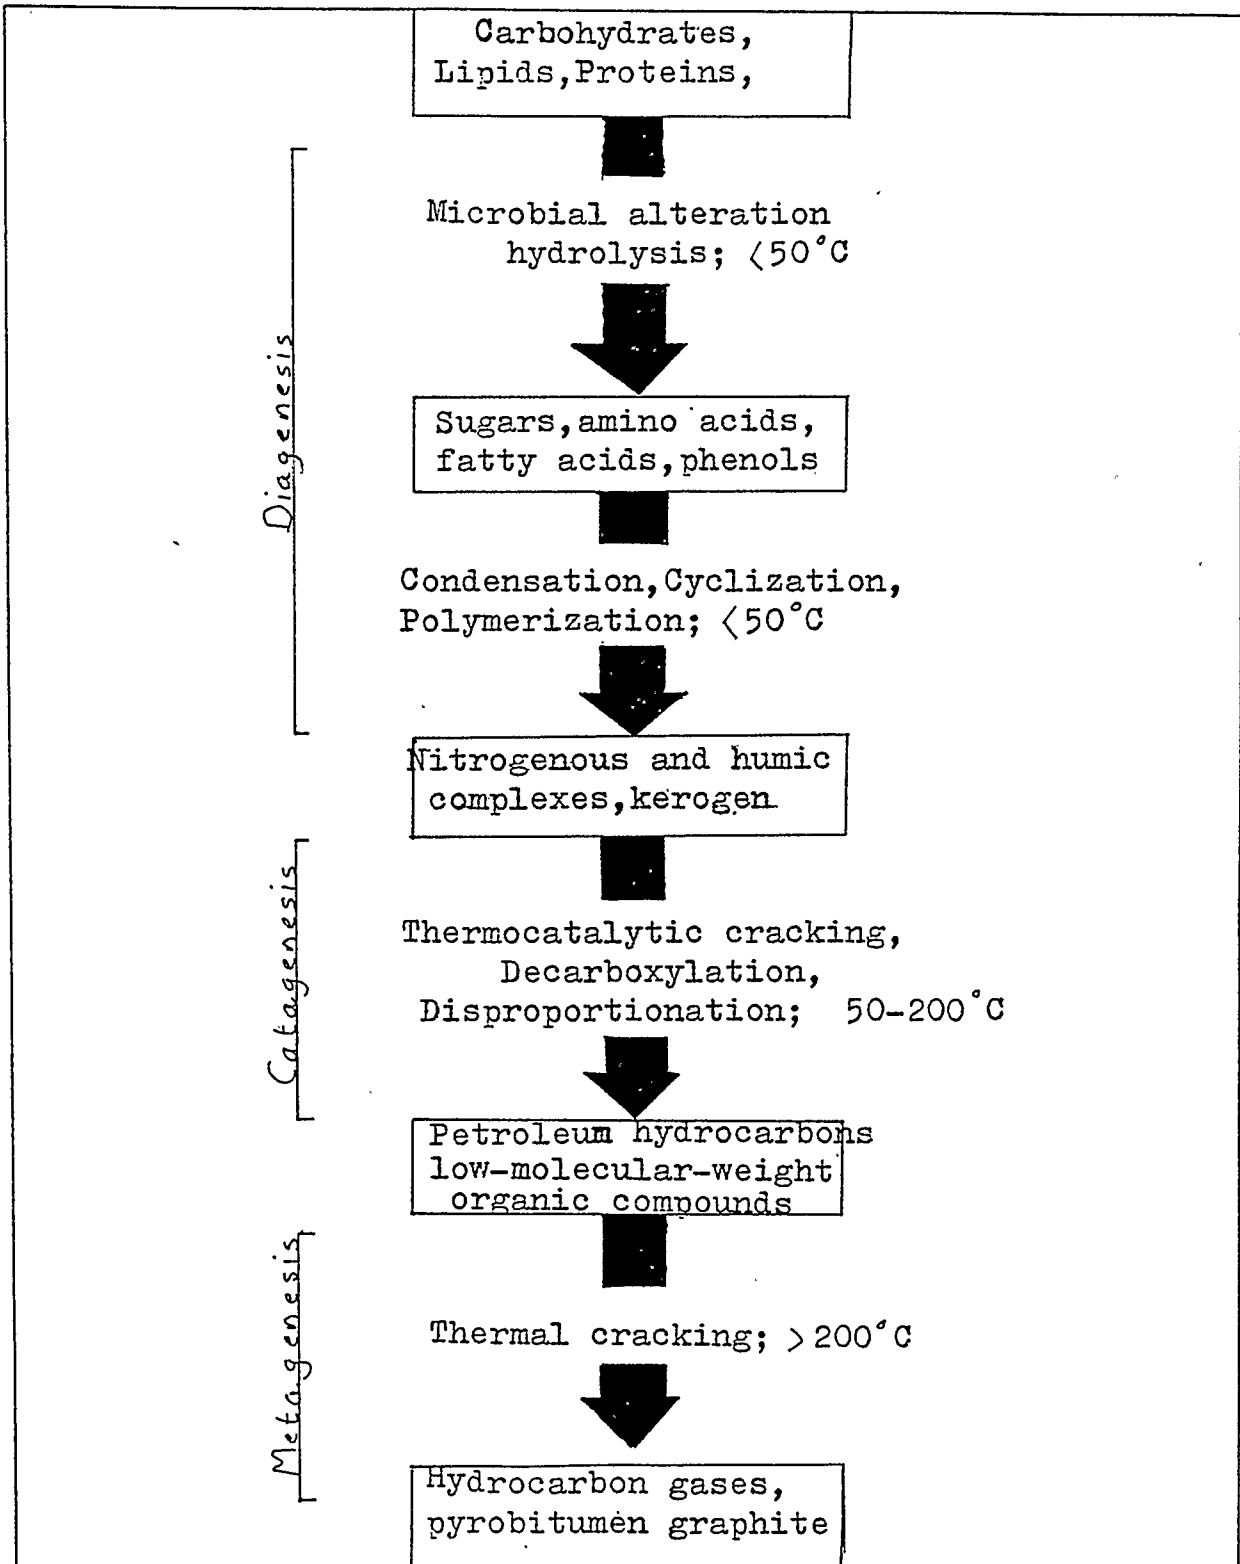 Carbohydrates,
Lipids,Proteins,
Microbial alteration
hydrolysis; <50°C
Diagenesis
Sugars,amino acids,
fatty acids,phenols
Condensation,Cyclization,
Polymerization; <50°C
Nitrogenous and humic
complexes,kerogen
Catagenesis
Thermocatalytic cracking,
Decarboxylation,
Disproportionation; 50-200°C
Petroleum hydrocarbons
low-molecular-weight
organic compounds
Metagenesis
Thermal cracking; >200°C
Hydrocarbon gases,
pyrobitumen graphite